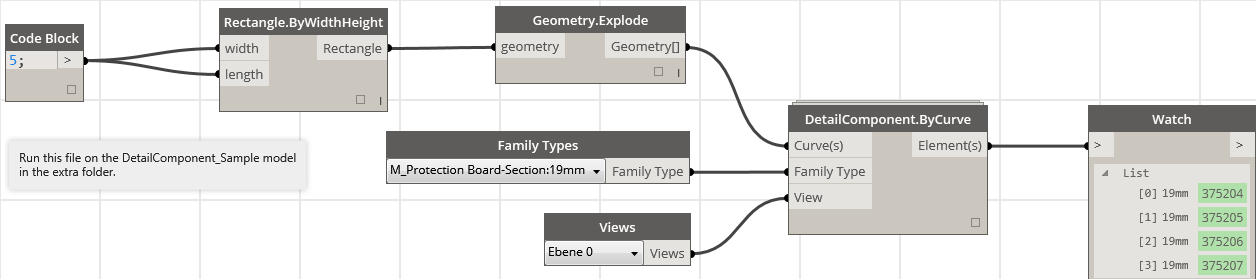 Code Block
5;
>
Rectangle.ByWidthHeight
width
Rectangle
length
I
Geometry.Explode
geometry
Geometry[]
I
Run this file on the DetailComponent_Sample model
in the extra folder.
Family Types
M_Protection Board-Section:19mm
Family Type
Views
Ebene 0
Views
DetailComponent.ByCurve
Curve(s)
Element(s)
Family Type
View
Watch
> >
List
[0] 19mm 375204
[1] 19mm 375205
[2] 19mm 375206
[3] 19mm 375207